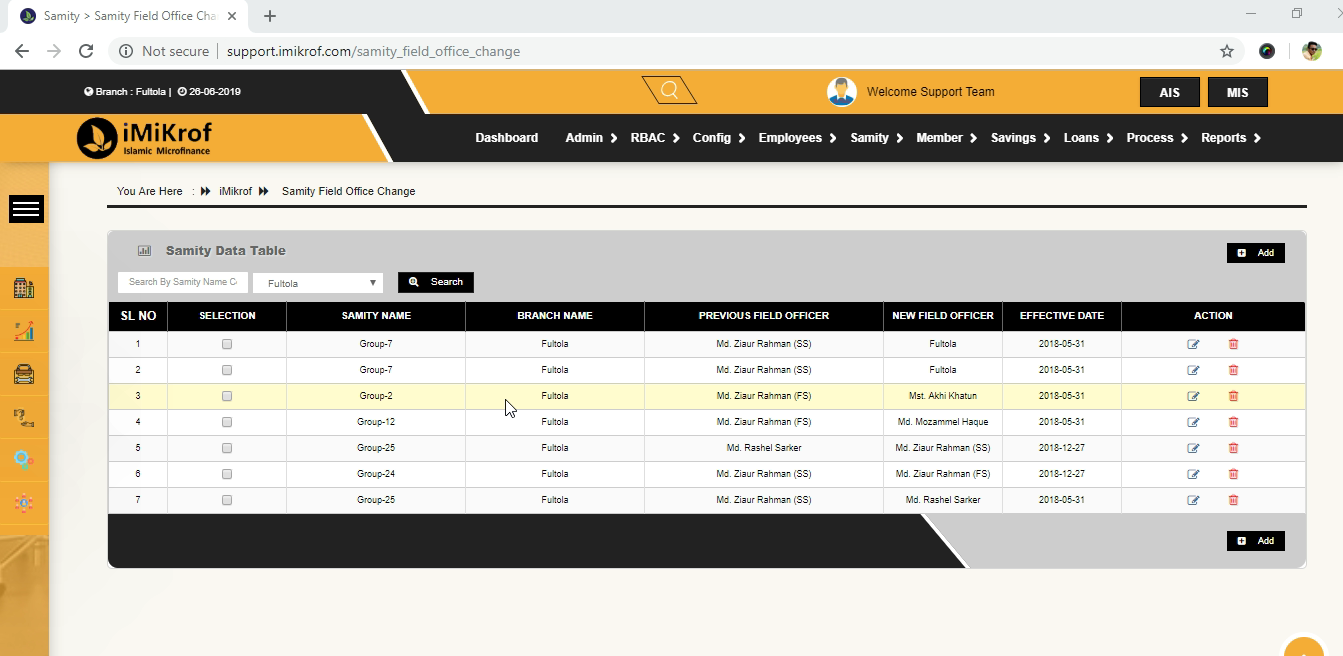 Samity > Samity Field Office Cha
Not secure | support.imikrof.com/samity_field_office_change
Branch : Fultola | 26-06-2019
Welcome Support Team
AIS MIS
iMiKrof
Islamic Microfinance
Dashboard Admin RBAC Config Employees Samity Member Savings Loans Process Reports
You Are Here : iMikrof Samity Field Office Change
Samity Data Table
Add
Search By Samity Name C Fultola Search
SL NO SELECTION SAMITY NAME BRANCH NAME PREVIOUS FIELD OFFICER NEW FIELD OFFICER EFFECTIVE DATE ACTION
1 Group-7 Fultola Md. Ziaur Rahman (SS) Fultola 2018-05-31
2 Group-7 Fultola Md. Ziaur Rahman (SS) Fultola 2018-05-31
3 Group-2 Fultola Md. Ziaur Rahman (FS) Mst. Akhi Khatun 2018-05-31
4 Group-12 Fultola Md. Ziaur Rahman (FS) Md. Mozammel Haque 2018-05-31
5 Group-25 Fultola Md. Rashel Sarker Md. Ziaur Rahman (SS) 2018-12-27
6 Group-24 Fultola Md. Ziaur Rahman (SS) Md. Ziaur Rahman (FS) 2018-12-27
7 Group-25 Fultola Md. Ziaur Rahman (SS) Md. Rashel Sarker 2018-05-31
Add